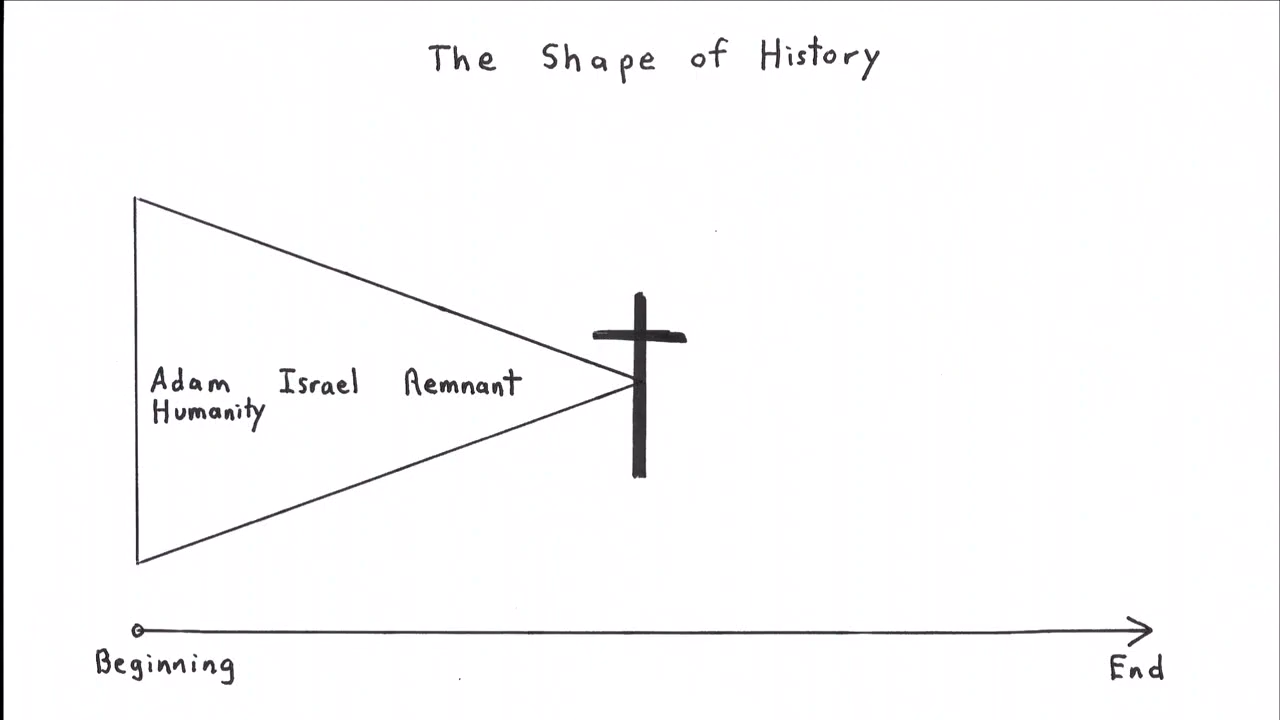 The Shape of History
Adam Israel Remnant
Humanity
Beginning End